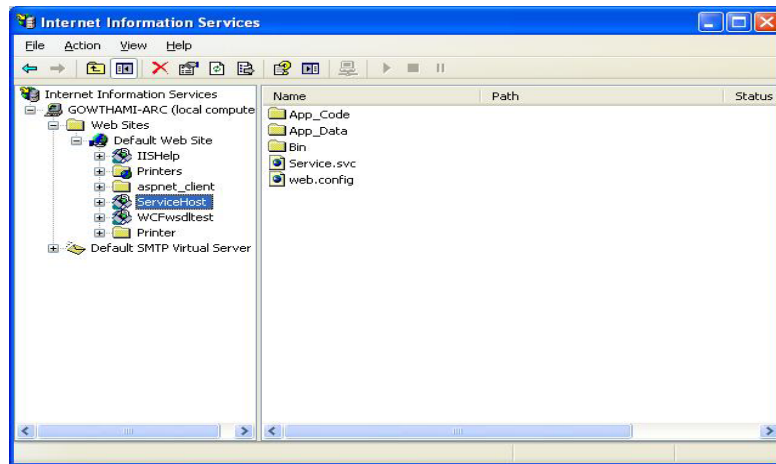 Internet Information Services
File Action View Help
Internet Information Services
GOWTHAMI-ARC (local compute
Web Sites
Default Web Site
IISHelp
Printers
aspnet_client
ServiceHost
WCFwsdltest
Printer
Default SMTP Virtual Server
Name Path Status
App_Code
App_Data
Bin
Service.svc
web.config